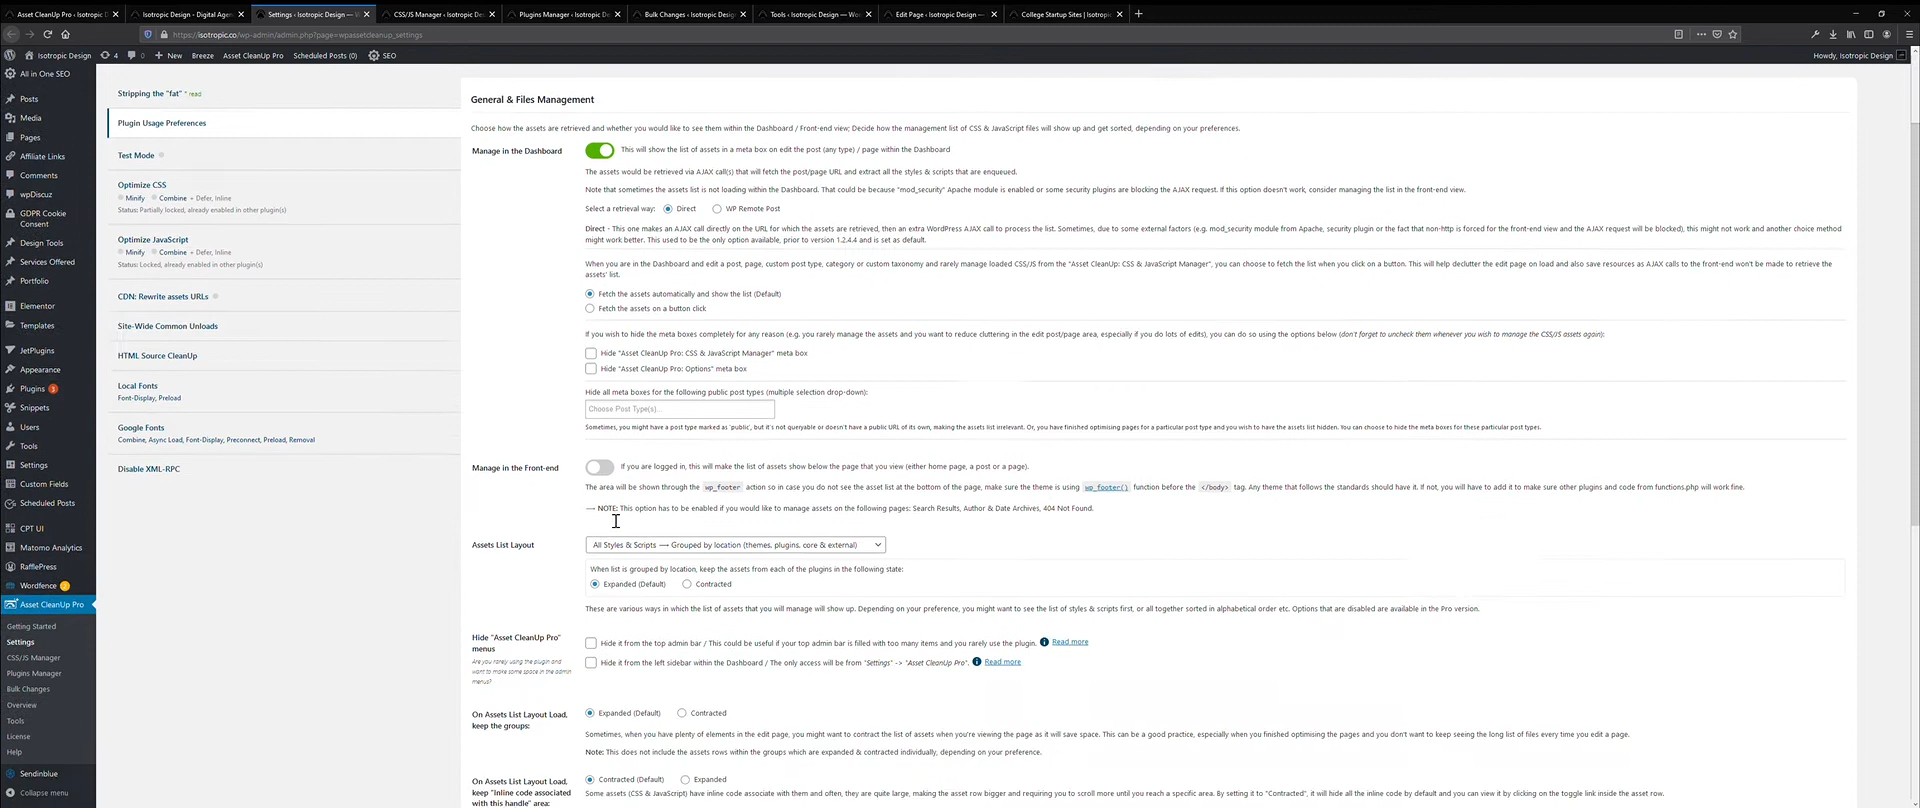 Asset CleanUp Pro ‹ Isotropic D
Isotropic Design - Digital Agen
Settings ‹ Isotropic Design — W
CSS/JS Manager ‹ Isotropic De
Plugins Manager ‹ Isotropic De
Bulk Changes ‹ Isotropic Desi
Tools ‹ Isotropic Design — Wo
Edit Page ‹ Isotropic Design —
College Startup Sites | Isotropic
https://isotropic.co/wp-admin/admin.php?page=wpassetcleanup_settings
Isotropic Design
4
+ New
Breeze
Asset CleanUp Pro
Scheduled Posts (0)
SEO
Howdy, Isotropic Design
All in One SEO
Posts
Media
Pages
Affiliate Links
Comments
wpDiscuz
GDPR Cookie
Consent
Design Tools
Services Offered
Portfolio
Elementor
Templates
JetPlugins
Appearance
Plugins 3
Snippets
Users
Tools
Settings
Custom Fields
Scheduled Posts
CPT UI
Matomo Analytics
RafflePress
Wordfence 2
Asset CleanUp Pro
Getting Started
Settings
CSS/JS Manager
Plugins Manager
Bulk Changes
Overview
Tools
License
Help
Sendinblue
Collapse menu
Stripping the "fat" * read
Plugin Usage Preferences
Test Mode
Optimize CSS
Minify Combine + Defer, Inline
Status: Partially locked, already enabled in other plugin(s)
Optimize JavaScript
Minify Combine + Defer, Inline
Status: Locked, already enabled in other plugin(s)
CDN: Rewrite assets URLs
Site-Wide Common Unloads
HTML Source CleanUp
Local Fonts
Font-Display, Preload
Google Fonts
Combine, Async Load, Font-Display, Preconnect, Preload, Removal
Disable XML-RPC
General & Files Management
Choose how the assets are retrieved and whether you would like to see them within the Dashboard / Front-end view; Decide how the management list of CSS & JavaScript files will show up and get sorted, depending on your preferences.
Manage in the Dashboard
This will show the list of assets in a meta box on edit the post (any type) / page within the Dashboard
The assets would be retrieved via AJAX call(s) that will fetch the post/page URL and extract all the styles & scripts that are enqueued.
Note that sometimes the assets list is not loading within the Dashboard. That could be because "mod_security" Apache module is enabled or some security plugins are blocking the AJAX request. If this option doesn't work, consider managing the list in the front-end view.
Select a retrieval way: Direct WP Remote Post
Direct - This one makes an AJAX call directly on the URL for which the assets are retrieved, then an extra WordPress AJAX call to process the list. Sometimes, due to some external factors (e.g. mod_security module from Apache, security plugin or the fact that non-http is forced for the front-end view and the AJAX request will be blocked), this might not work and another choice method
might work better. This used to be the only option available, prior to version 1.2.4.4 and is set as default.
When you are in the Dashboard and edit a post, page, custom post type, category or custom taxonomy and rarely manage loaded CSS/JS from the "Asset CleanUp: CSS & JavaScript Manager", you can choose to fetch the list when you click on a button. This will help declutter the edit page on load and also save resources as AJAX calls to the front-end won't be made to retrieve the
assets' list.
Fetch the assets automatically and show the list (Default)
Fetch the assets on a button click
If you wish to hide the meta boxes completely for any reason (e.g. you rarely manage the assets and you want to reduce cluttering in the edit post/page area, especially if you do lots of edits), you can do so using the options below (don't forget to uncheck them whenever you wish to manage the CSS/JS assets again):
Hide "Asset CleanUp Pro: CSS & JavaScript Manager" meta box
Hide "Asset CleanUp Pro: Options" meta box
Hide all meta boxes for the following public post types (multiple selection drop-down):
Choose Post Type(s)...
Sometimes, you might have a post type marked as 'public', but it's not queryable or doesn't have a public URL of its own, making the assets list irrelevant. Or, you have finished optimising pages for a particular post type and you wish to have the assets list hidden. You can choose to hide the meta boxes for these particular post types.
Manage in the Front-end
If you are logged in, this will make the list of assets show below the page that you view (either home page, a post or a page).
The area will be shown through the wp_footer action so in case you do not see the asset list at the bottom of the page, make sure the theme is using wp_footer() function before the </body> tag. Any theme that follows the standards should have it. If not, you will have to add it to make sure other plugins and code from functions.php will work fine.
⟶ NOTE: This option has to be enabled if you would like to manage assets on the following pages: Search Results, Author & Date Archives, 404 Not Found.
Assets List Layout
All Styles & Scripts ⟶ Grouped by location (themes, plugins, core & external)
When list is grouped by location, keep the assets from each of the plugins in the following state:
Expanded (Default) Contracted
These are various ways in which the list of assets that you will manage will show up. Depending on your preference, you might want to see the list of styles & scripts first, or all together sorted in alphabetical order etc. Options that are disabled are available in the Pro version.
Hide "Asset CleanUp Pro"
menus
Are you rarely using the plugin and
want to make some space in the admin
menus?
Hide it from the top admin bar / This could be useful if your top admin bar is filled with too many items and you rarely use the plugin. Read more
Hide it from the left sidebar within the Dashboard / The only access will be from "Settings" -> "Asset CleanUp Pro". Read more
On Assets List Layout Load,
keep the groups:
Expanded (Default) Contracted
Sometimes, when you have plenty of elements in the edit page, you might want to contract the list of assets when you're viewing the page as it will save space. This can be a good practice, especially when you finished optimising the pages and you don't want to keep seeing the long list of files every time you edit a page.
Note: This does not include the assets rows within the groups which are expanded & contracted individually, depending on your preference.
On Assets List Layout Load,
keep "Inline code associated
with this handle" area:
Contracted (Default) Expanded
Some assets (CSS & JavaScript) have inline code associate with them and often, they are quite large, making the asset row bigger and requiring you to scroll more until you reach a specific area. By setting it to "Contracted", it will hide all the inline code by default and you can view it by clicking on the toggle link inside the asset row.